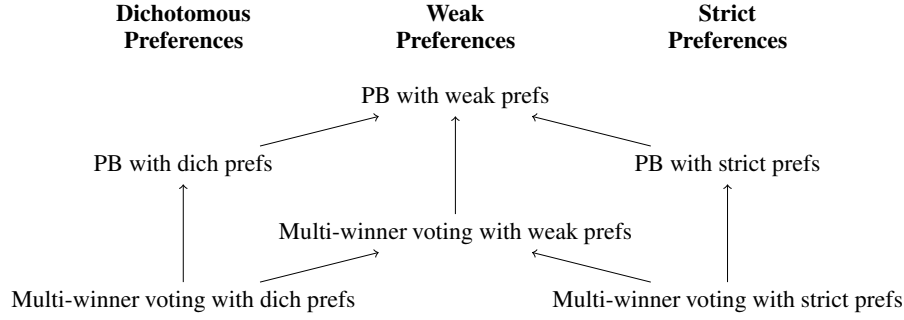 Dichotomous Preferences
Weak Preferences
Strict Preferences
PB with weak prefs
PB with dich prefs
PB with strict prefs
Multi-winner voting with weak prefs
Multi-winner voting with dich prefs
Multi-winner voting with strict prefs